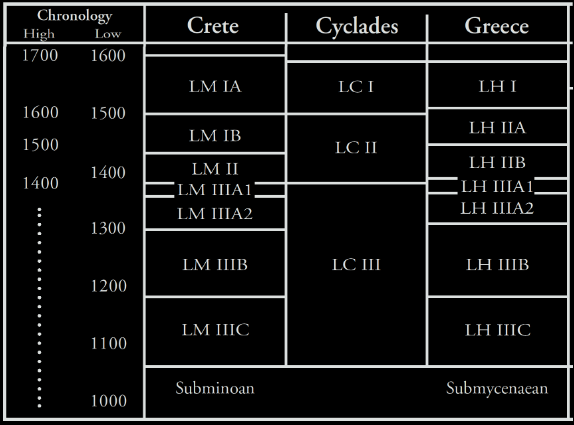 Chronology
High Low Crete Cyclades Greece
1700 1600
LM IA LC I LH I
1600 1500
LM IB LH IIA
1500 LC II
LM II LH IIB
1400
1400 LM IIIA1 LH IIIA1
LM IIIA2 LH IIIA2
1300
LM IIIB LC III LH IIIB
1200
LM IIIC LH IIIC
1100
Subminoan Submycenaean
1000